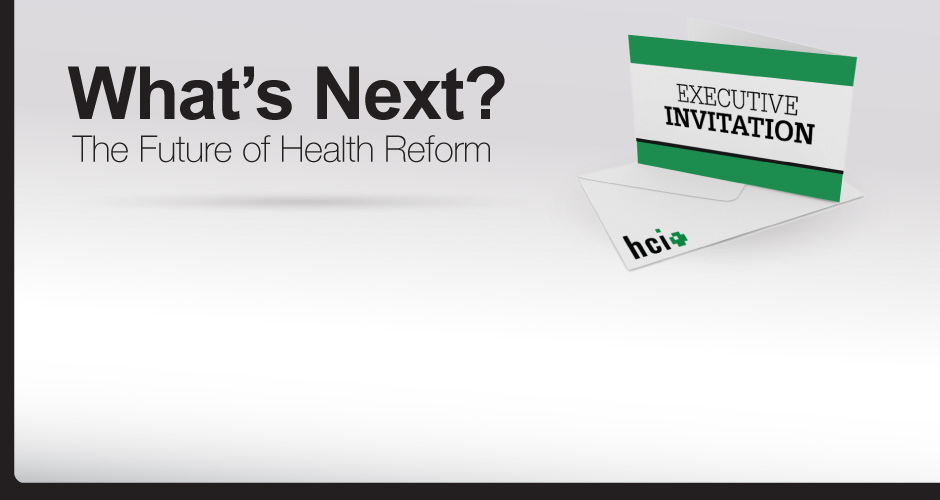 What's Next?
The Future of Health Reform
EXECUTIVE
INVITATION
hci